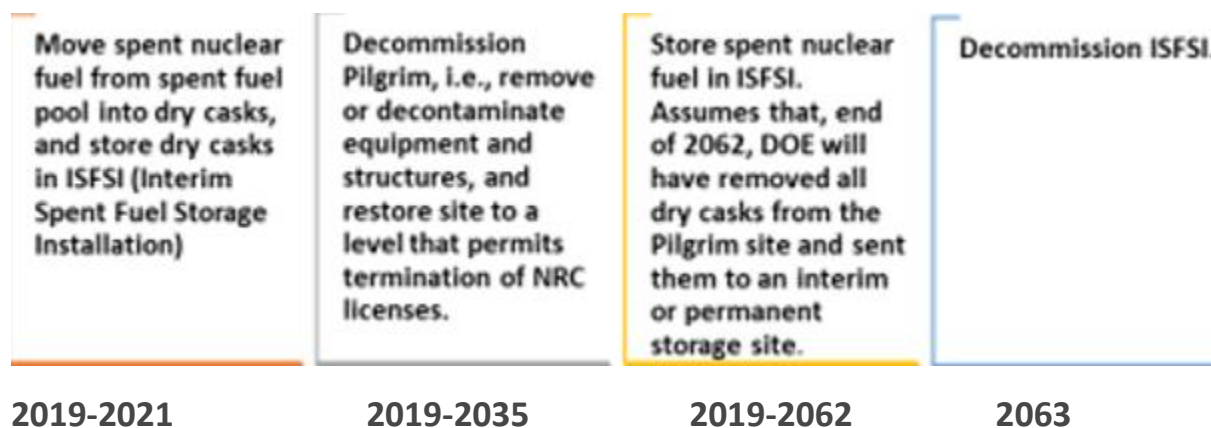 Move spent nuclear
fuel from spent fuel
pool into dry casks,
and store dry casks
in ISFSI (Interim
Spent Fuel Storage
Installation)
Decommission
Pilgrim, i.e., remove
or decontaminate
equipment and
structures, and
restore site to a
level that permits
termination of NRC
licenses.
Store spent nuclear
fuel in ISFSI.
Assumes that, end
of 2062, DOE will
have removed all
dry casks from the
Pilgrim site and sent
them to an interim
or permanent
storage site.
Decommission ISFSI.
2019-2021 2019-2035 2019-2062 2063